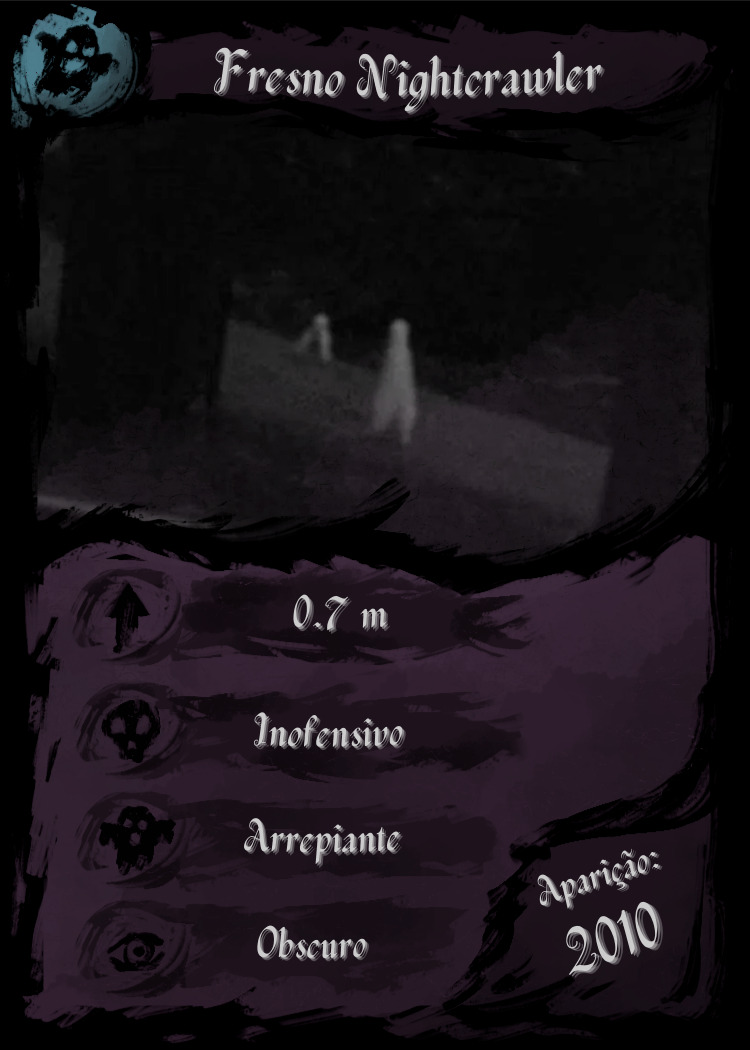 Fresno Nightcrawler
0.7 m
Inofensivo
Arrepiante
Obscuro
Aparição:
2010